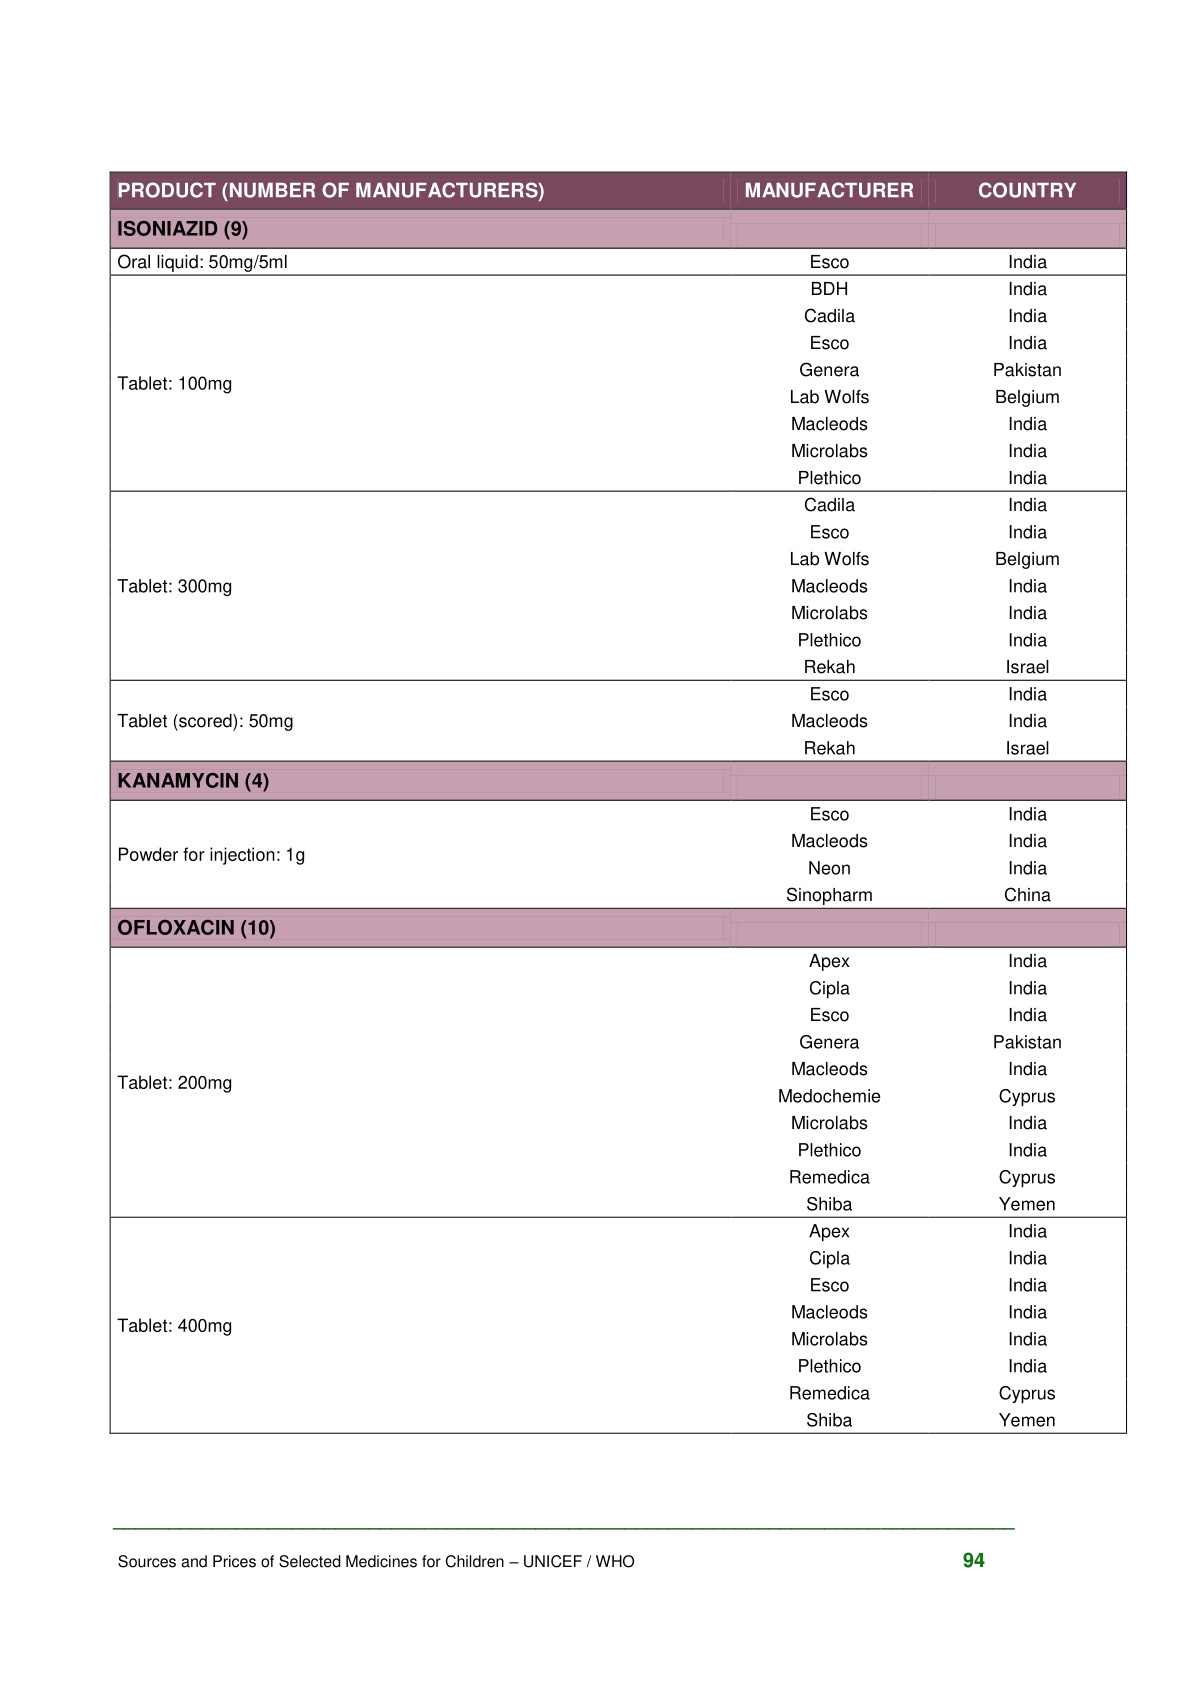 PRODUCT (NUMBER OF MANUFACTURERS) MANUFACTURER COUNTRY
ISONIAZID (9)
Oral liquid: 50mg/5ml Esco India
Tablet: 100mg
BDH India
Cadila India
Esco India
Genera Pakistan
Lab Wolfs Belgium
Macleods India
Microlabs India
Plethico India
Tablet: 300mg
Cadila India
Esco India
Lab Wolfs Belgium
Macleods India
Microlabs India
Plethico India
Rekah Israel
Tablet (scored): 50mg
Esco India
Macleods India
Rekah Israel
KANAMYCIN (4)
Powder for injection: 1g
Esco India
Macleods India
Neon India
Sinopharm China
OFLOXACIN (10)
Tablet: 200mg
Apex India
Cipla India
Esco India
Genera Pakistan
Macleods India
Medochemie Cyprus
Microlabs India
Plethico India
Remedica Cyprus
Shiba Yemen
Tablet: 400mg
Apex India
Cipla India
Esco India
Macleods India
Microlabs India
Plethico India
Remedica Cyprus
Shiba Yemen
Sources and Prices of Selected Medicines for Children – UNICEF / WHO 94